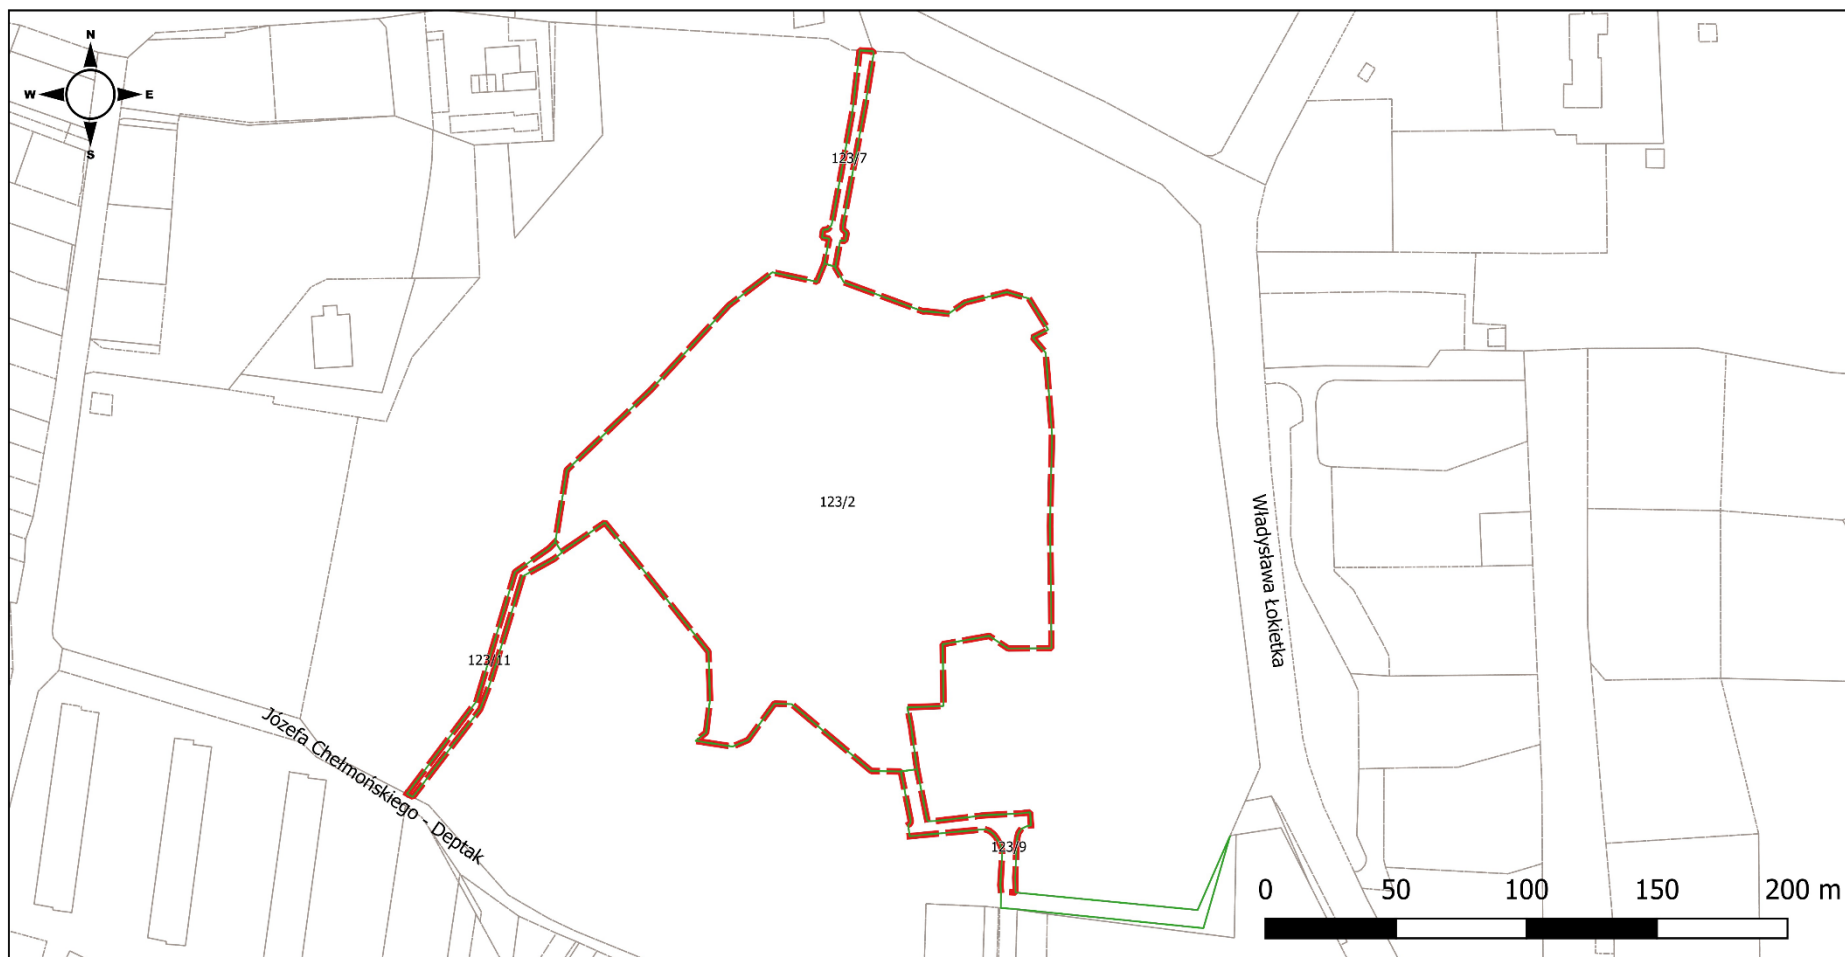 N
W E
S
123/7
123/2
Władysława Łokietka
123/11
Józefa Chełmońskiego - Deptak
123/9
0 50 100 150 200 m